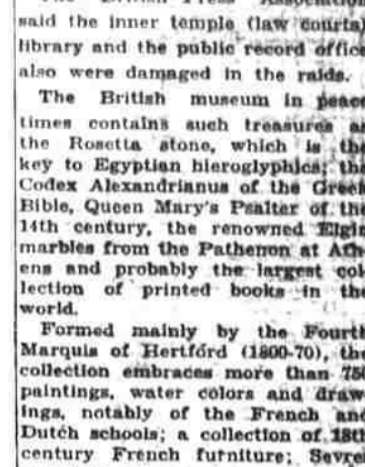 The British Press Association
said the inner temple (law courts)
library and the public record office
also were damaged in the raids.
The British museum in peace
times contains such treasures as
the Rosetta stone, which is the
key to Egyptian hieroglyphics; the
Codex Alexandrianus of the Greek
Bible, Queen Mary's Psalter of the
14th century, the renowned Elgin
marbles from the Pathenon at Ath-
ens and probably the largest col-
lection of printed books in the
world.
Formed mainly by the Fourth
Marquis of Hertford (1800-70), the
collection embraces more than 750
paintings, water colors and draw-
ings, notably of the French and
Dutch schools; a collection of 18th
century French furniture; Sevres